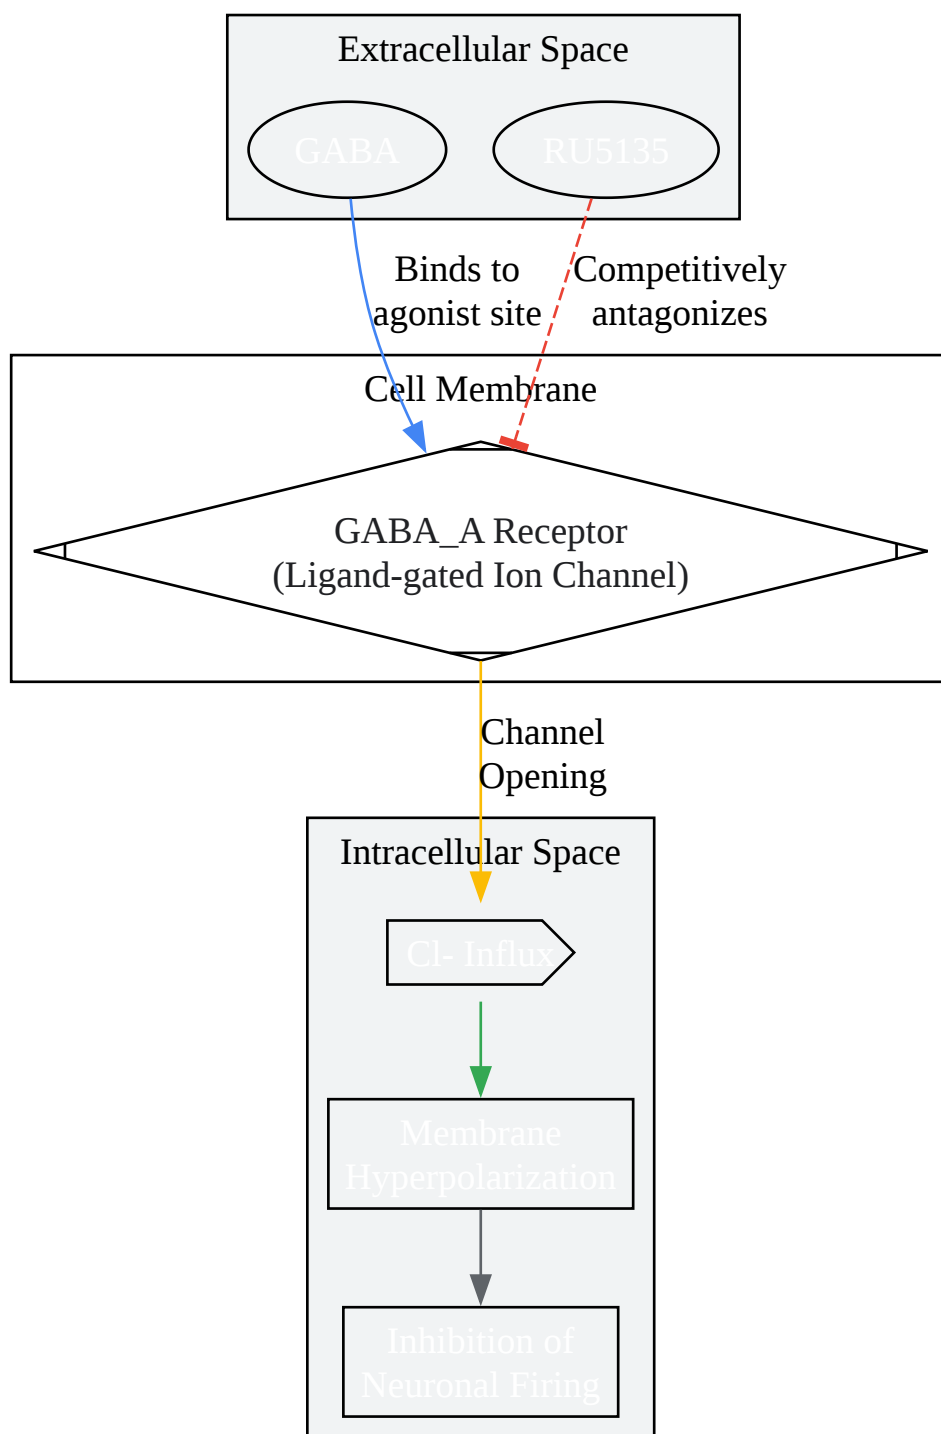 Extracellular Space
GABA
RU5135
Binds to
agonist site
Competitively
antagonizes
Cell Membrane
GABA_A Receptor
(Ligand-gated Ion Channel)
Channel
Opening
Intracellular Space
Cl- Influx
Membrane
Hyperpolarization
Inhibition of
Neuronal Firing